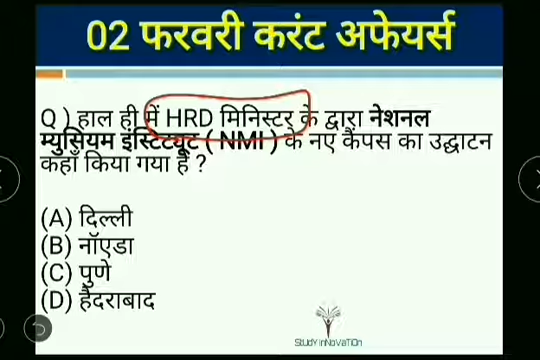 02 फरवरी करंट अफेयर्स
Q ) हाल ही में HRD मिनिस्टर के द्वारा नेशनल
म्युसियम इंस्टिट्यूट ( NMI ) के नए कैंपस का उद्घाटन
कहाँ किया गया है ?
(A) दिल्ली
(B) नॉएडा
(C) पुणे
(D) हैदराबाद
StuDY inNoVaTiOn